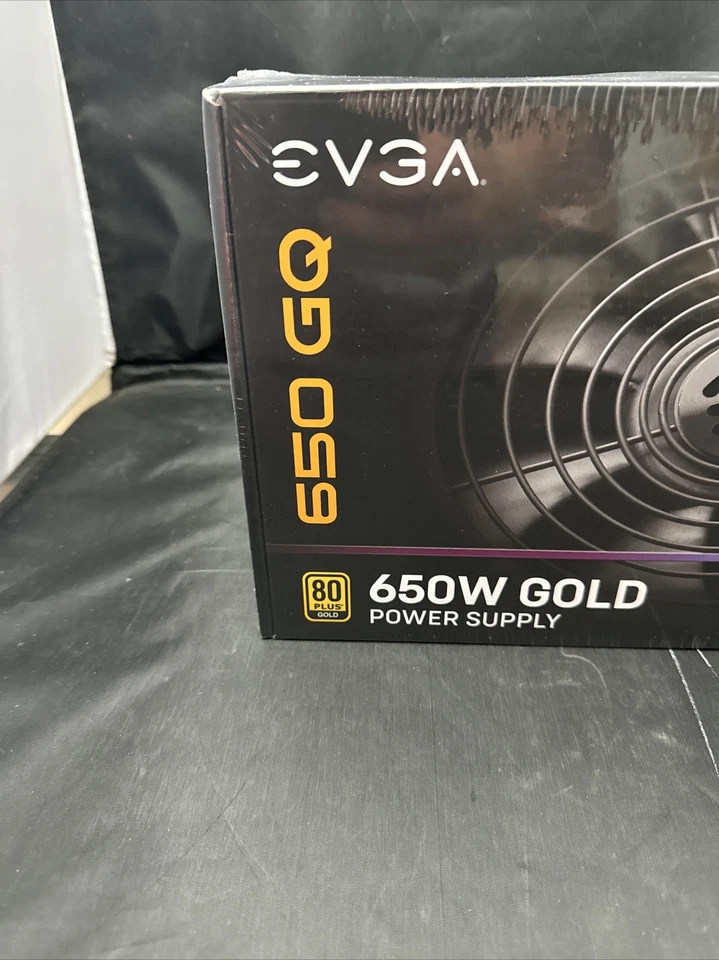 EVGA
650 GQ
80
PLUS
GOLD
650W GOLD
POWER SUPPLY